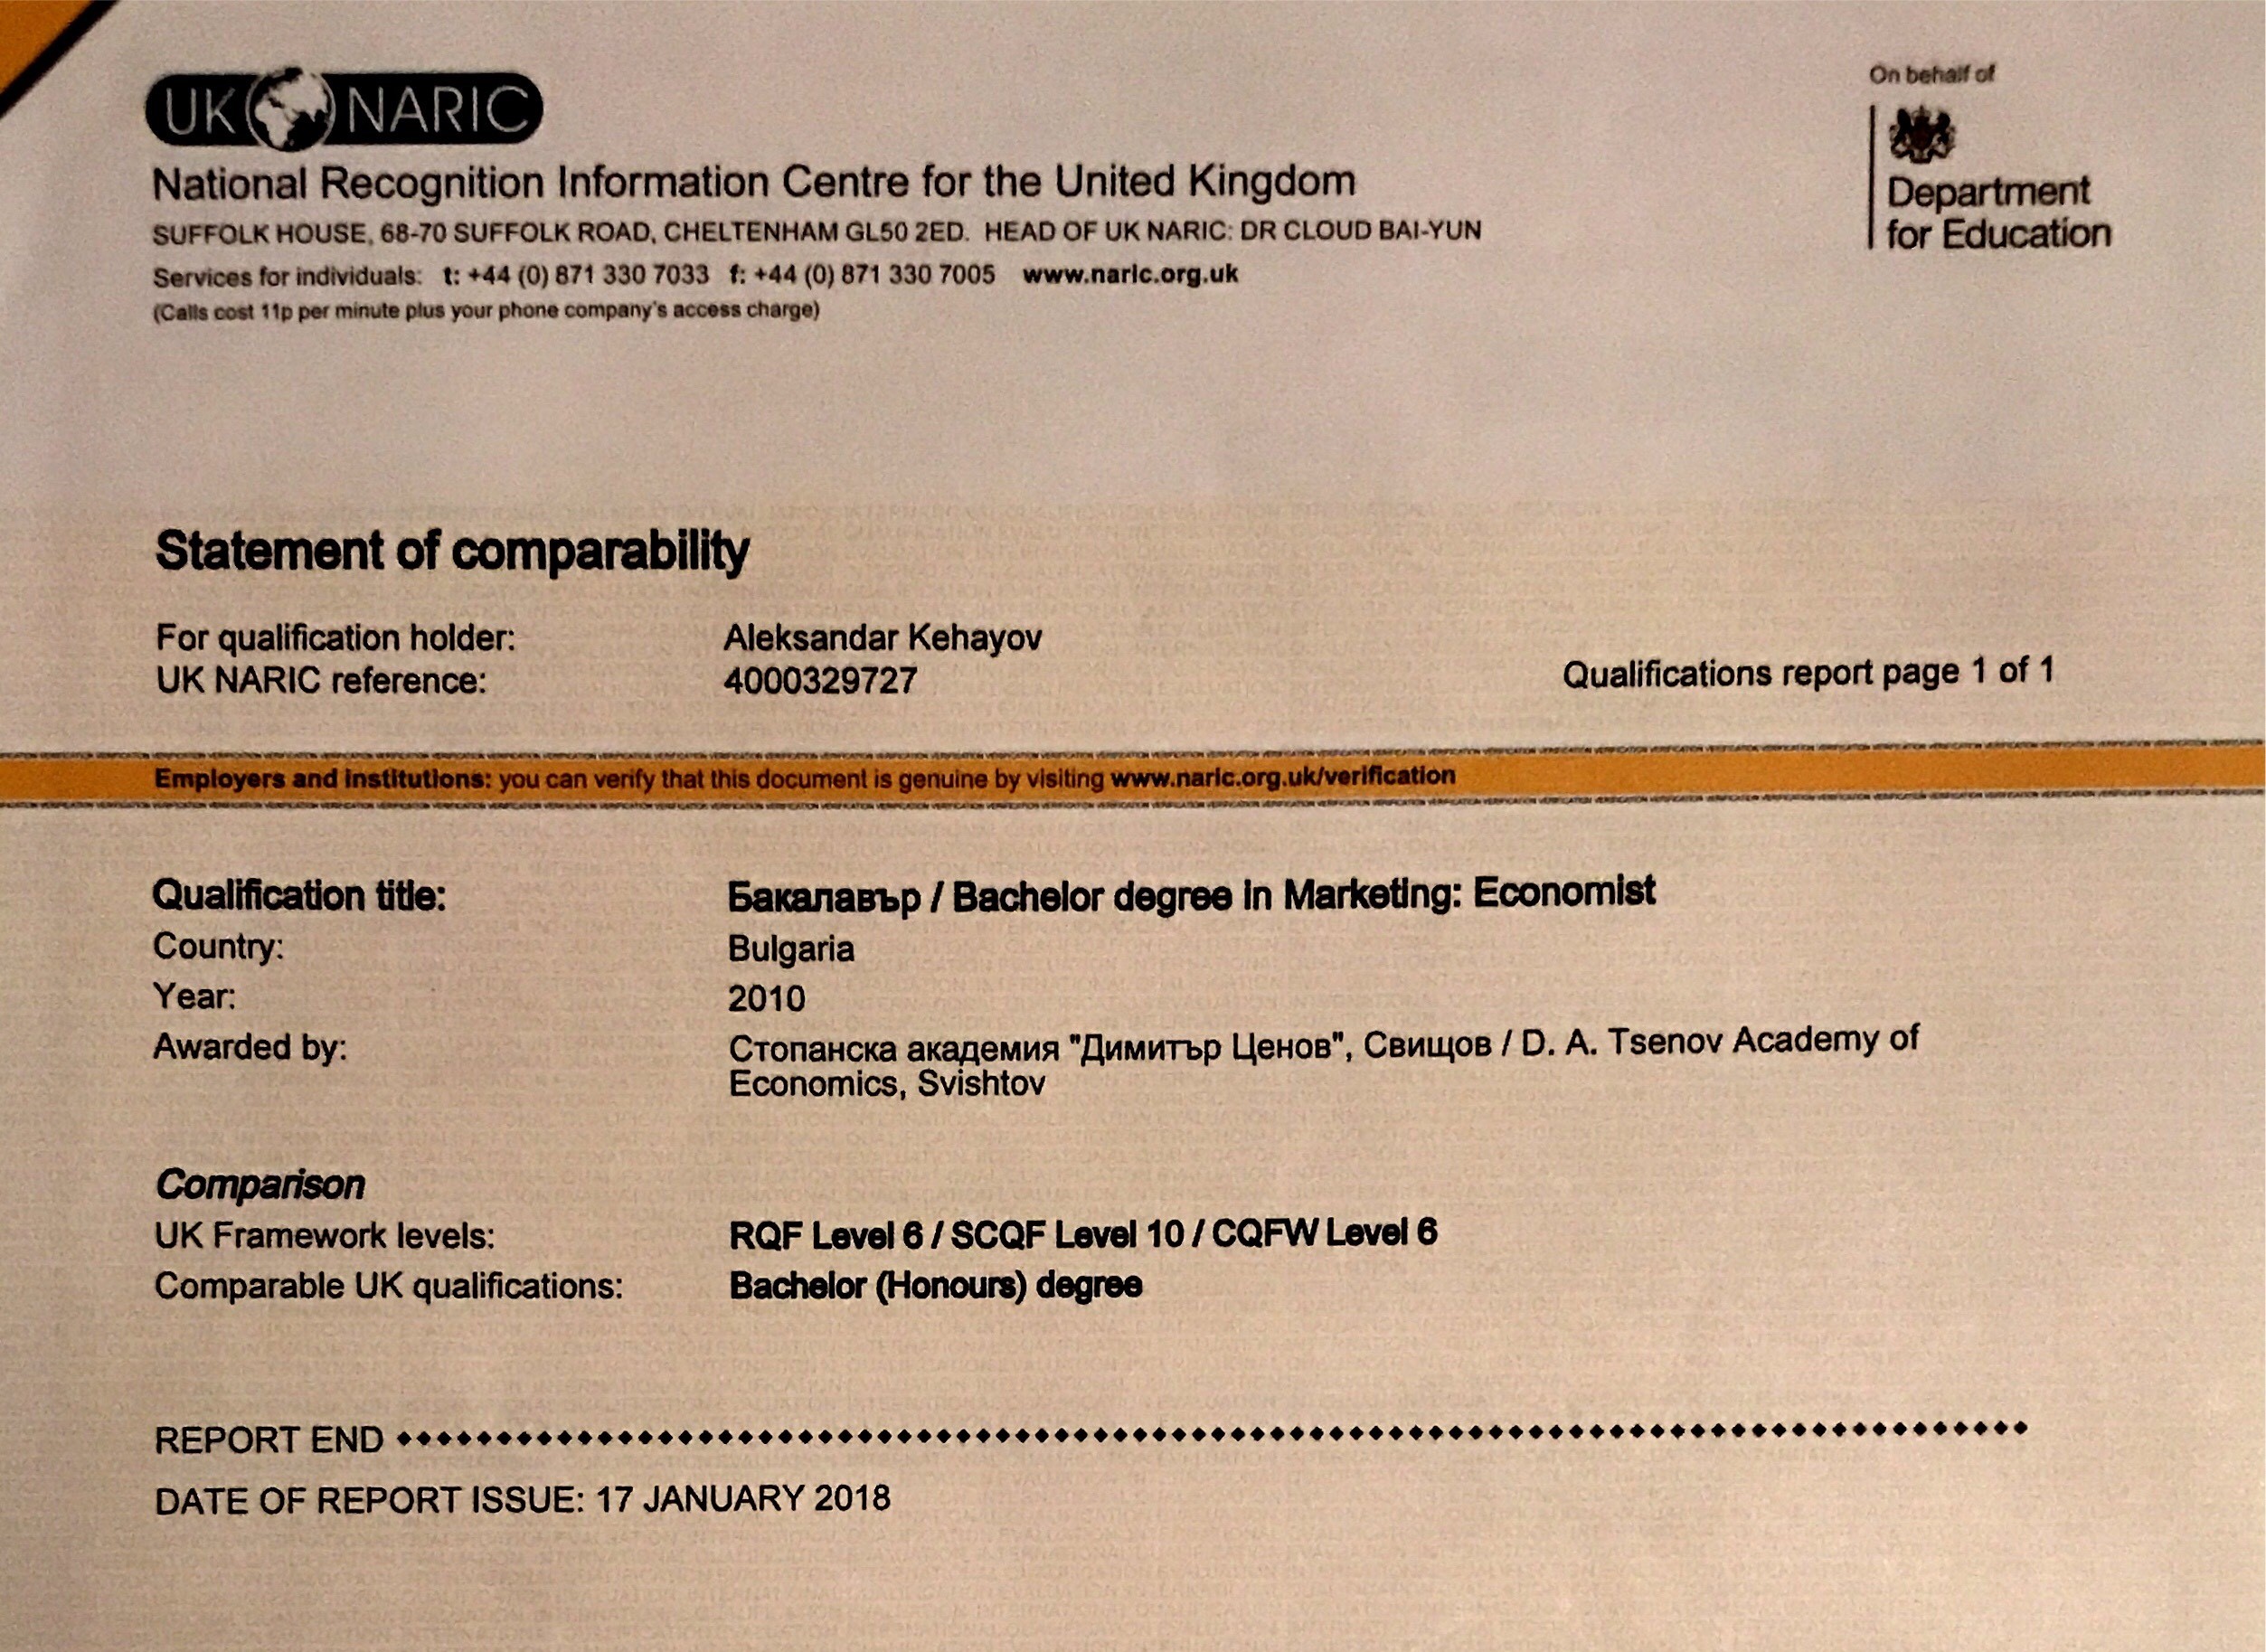 UK NARIC
On behalf of
Department
for Education
National Recognition Information Centre for the United Kingdom
SUFFOLK HOUSE, 68-70 SUFFOLK ROAD, CHELTENHAM GL50 2ED. HEAD OF UK NARIC: DR CLOUD BAI-YUN
Services for individuals: t: +44 (0) 871 330 7033 f: +44 (0) 871 330 7005 www.naric.org.uk
(Calls cost 11p per minute plus your phone company's access charge)
Statement of comparability
For qualification holder: Aleksandar Kehayov
UK NARIC reference: 4000329727
Qualifications report page 1 of 1
Employers and institutions: you can verify that this document is genuine by visiting www.naric.org.uk/verification
Qualification title: Бакалавър / Bachelor degree in Marketing: Economist
Country: Bulgaria
Year: 2010
Awarded by: Стопанска академия "Димитър Ценов", Свищов / D. A. Tsenov Academy of
Economics, Svishtov
Comparison
UK Framework levels: RQF Level 6 / SCQF Level 10 / CQFW Level 6
Comparable UK qualifications: Bachelor (Honours) degree
REPORT END
DATE OF REPORT ISSUE: 17 JANUARY 2018